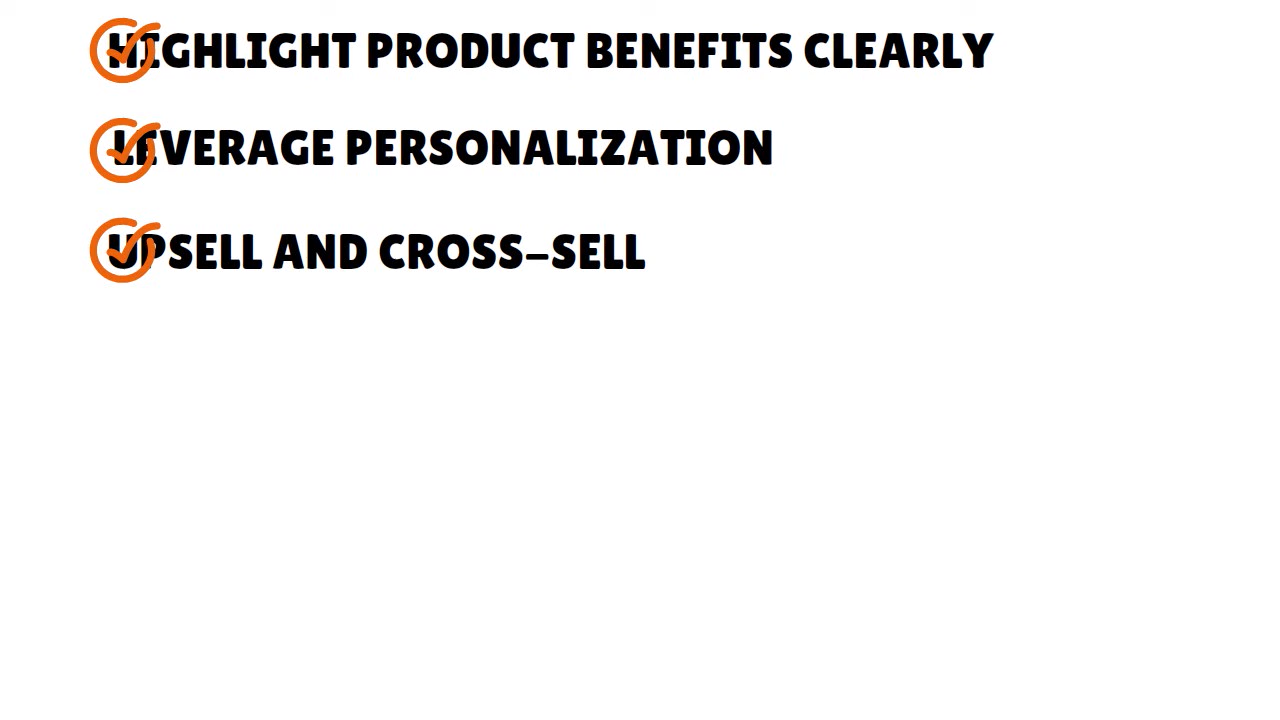 HIGHLIGHT PRODUCT BENEFITS CLEARLY
LEVERAGE PERSONALIZATION
UPSELL AND CROSS-SELL